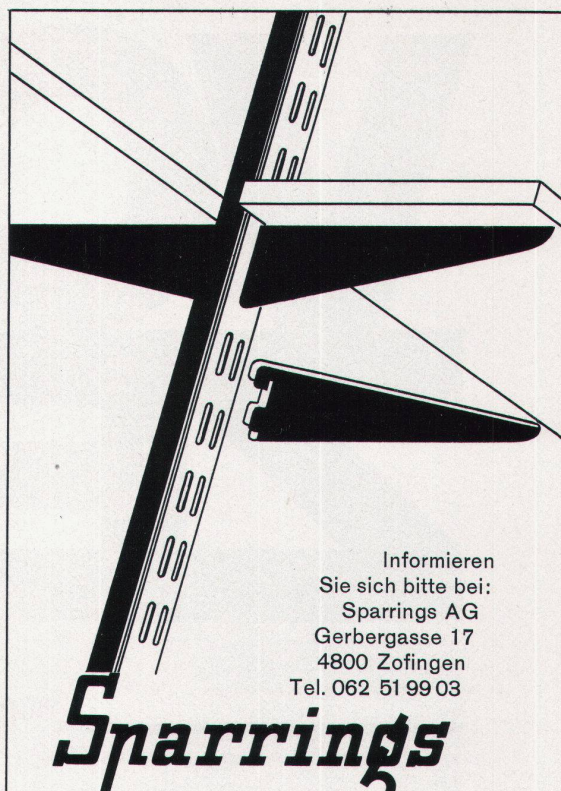 Informieren
Sie sich bitte bei:
Sparrings AG
Gerbergasse 17
4800 Zofingen
Tel. 062 51 99 03
Sparrings